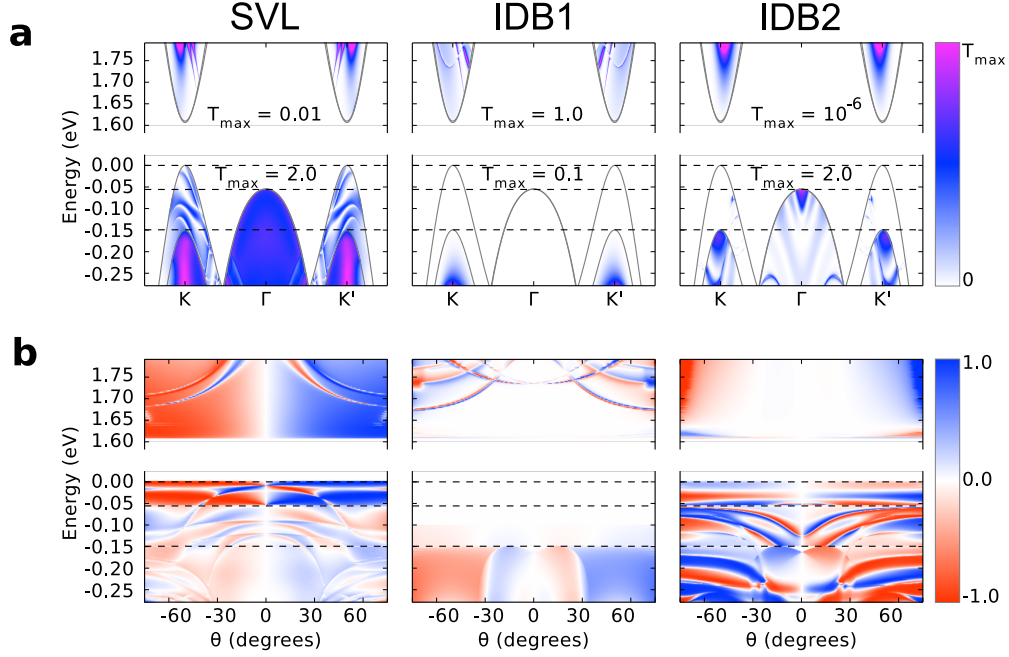 SVL IDB1 IDB2
a
1.75
1.70
1.65
1.60
T_max = 0.01 T_max = 1.0 T_max = 10^-6
T_max
Energy (eV)
0.00
-0.05
-0.15
-0.25
T_max = 2.0 T_max = 0.1 T_max = 2.0
0
K Γ K' K Γ K' K Γ K'
b
1.75
1.70
1.65
1.60
1.0
Energy (eV)
0.00
-0.05
-0.10
-0.15
-0.20
-0.25
0.0
-1.0
-60 -30 0 30 60 -60 -30 0 30 60 -60 -30 0 30 60
θ (degrees) θ (degrees) θ (degrees)